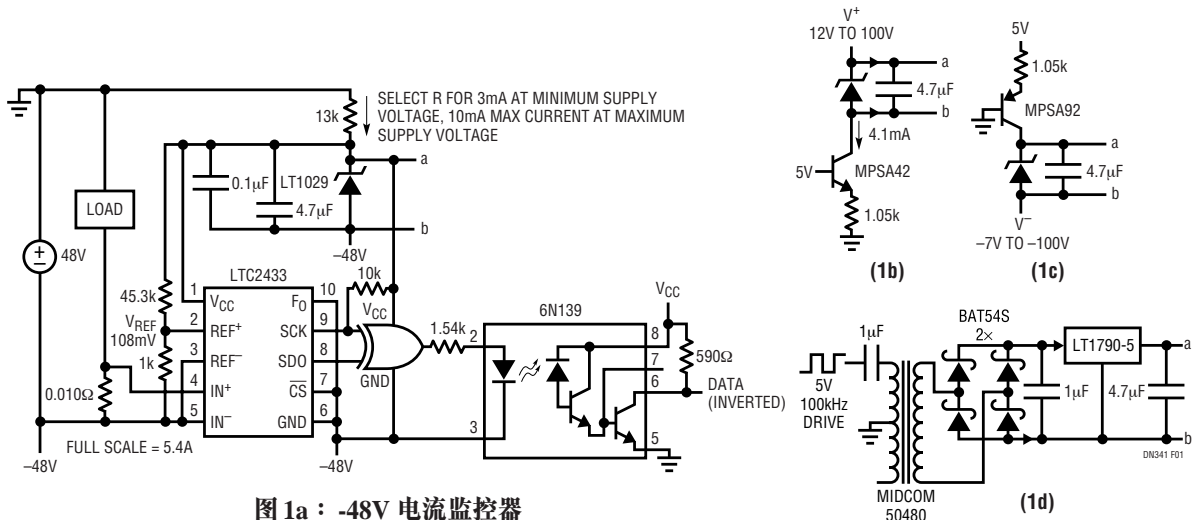 13k
SELECT R FOR 3mA AT MINIMUM SUPPLY
VOLTAGE, 10mA MAX CURRENT AT MAXIMUM
SUPPLY VOLTAGE
a
LOAD
0.1µF
LT1029
4.7µF
b
–48V
+
–
48V
LTC2433
10k
45.3k
VREF
108mV
1k
0.010Ω
1
VCC
FO
10
2
REF+
SCK
9
3
REF–
SDO
8
4
IN+
CS
7
5
IN–
GND
6
VCC
GND
1.54k
–48V
FULL SCALE = 5.4A
–48V
6N139
2
3
8
7
6
5
VCC
590Ω
DATA
(INVERTED)
图 1a：-48V 电流监控器
V+
12V TO 100V
a
4.7µF
b
4.1mA
5V
MPSA42
1.05k
(1b)
5V
1.05k
MPSA92
a
4.7µF
b
V–
–7V TO –100V
(1c)
BAT54S
2×
1µF
5V
100kHz
DRIVE
LT1790-5
a
1µF
4.7µF
b
DN341 F01
MIDCOM
50480
(1d)